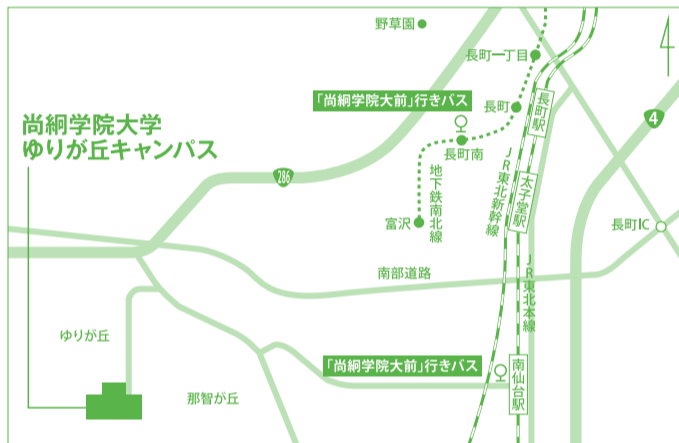 野草園
長町一丁目
「尚絅学院大前」行きバス
長町
長町駅
4
尚絅学院大学
ゆりが丘キャンパス
長町南
286
地下鉄南北線
JR東北新幹線
太子堂駅
富沢
長町IC
南部道路
JR東北本線
ゆりが丘
「尚絅学院大前」行きバス
南仙台駅
那智が丘